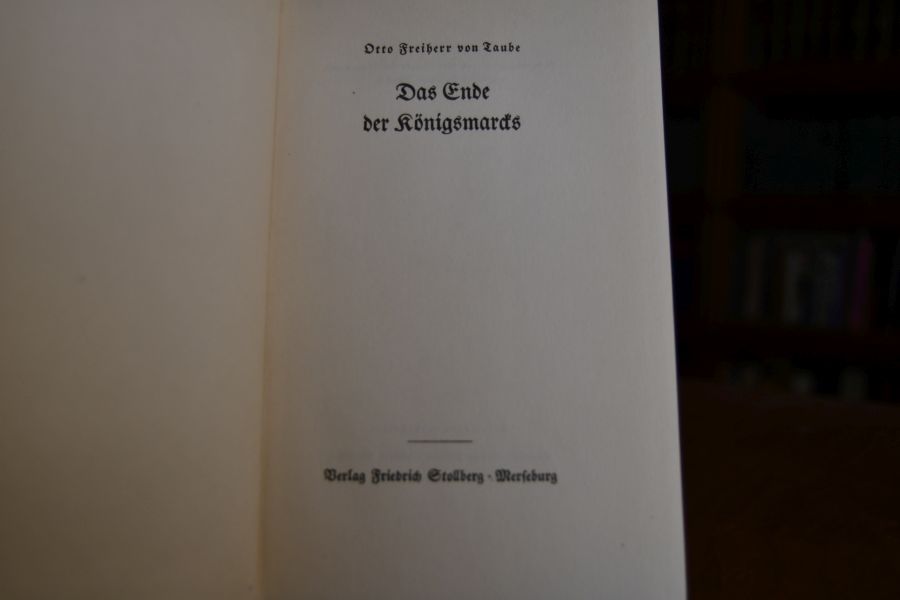 Otto Freiherr von Taube
Das Ende
der Königsmarcks
Verlag Friedrich Stollberg · Merseburg